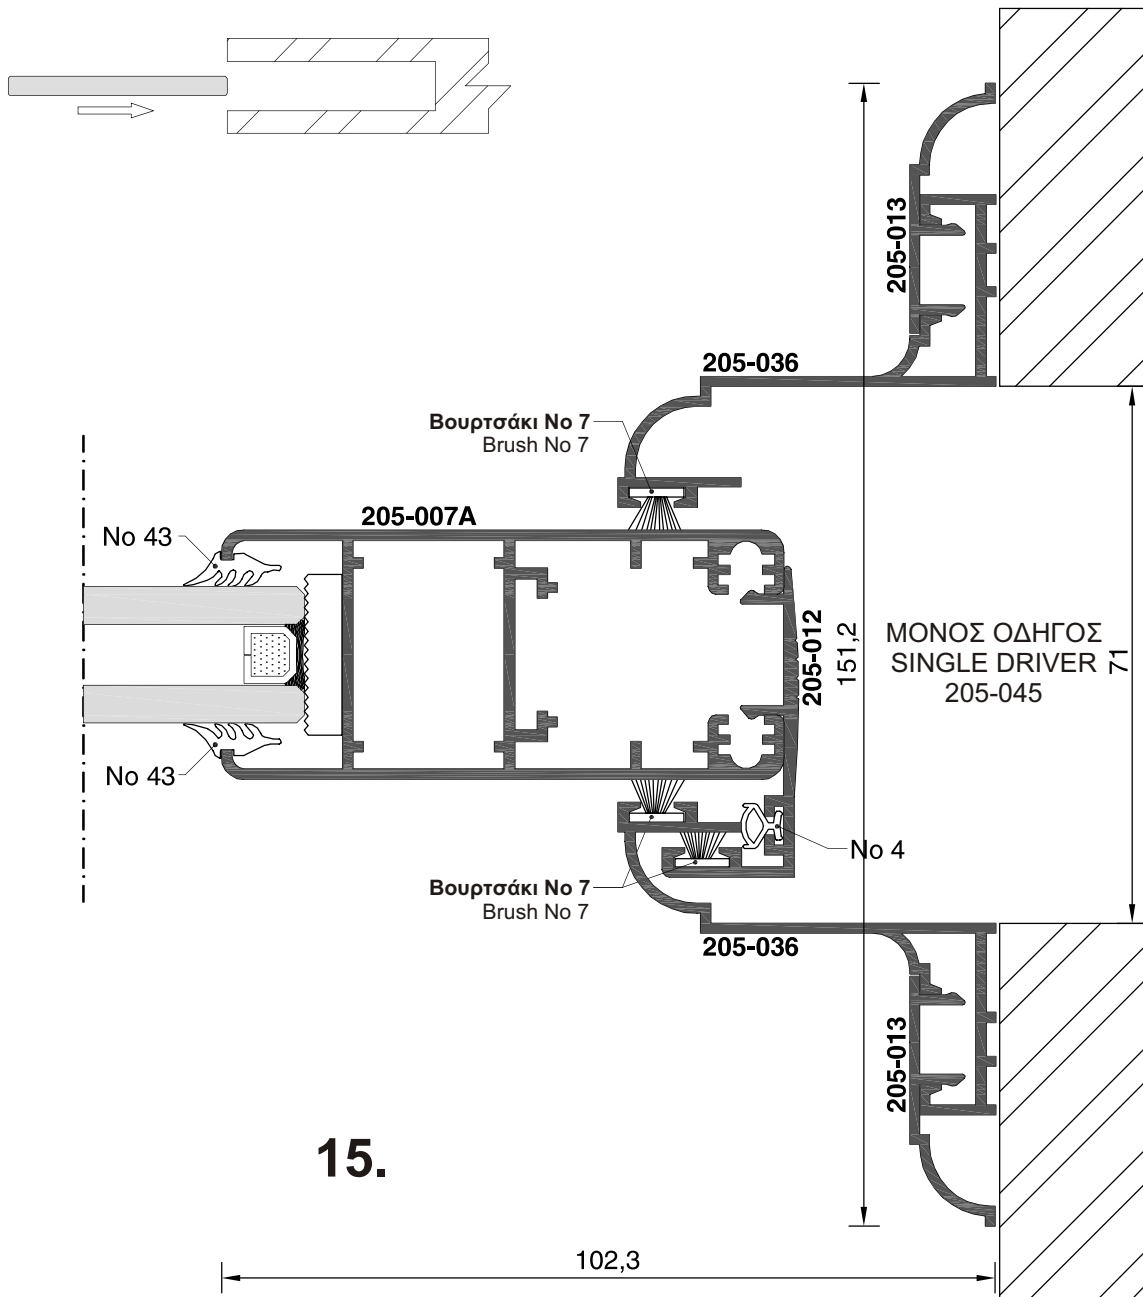 205-013
205-036
Βουρτσάκι No 7
Brush No 7
205-007A
No 43
205-012
151,2
ΜΟΝΟΣ ΟΔΗΓΟΣ
SINGLE DRIVER
205-045
71
No 43
No 4
Βουρτσάκι No 7
Brush No 7
205-036
205-013
15.
102,3